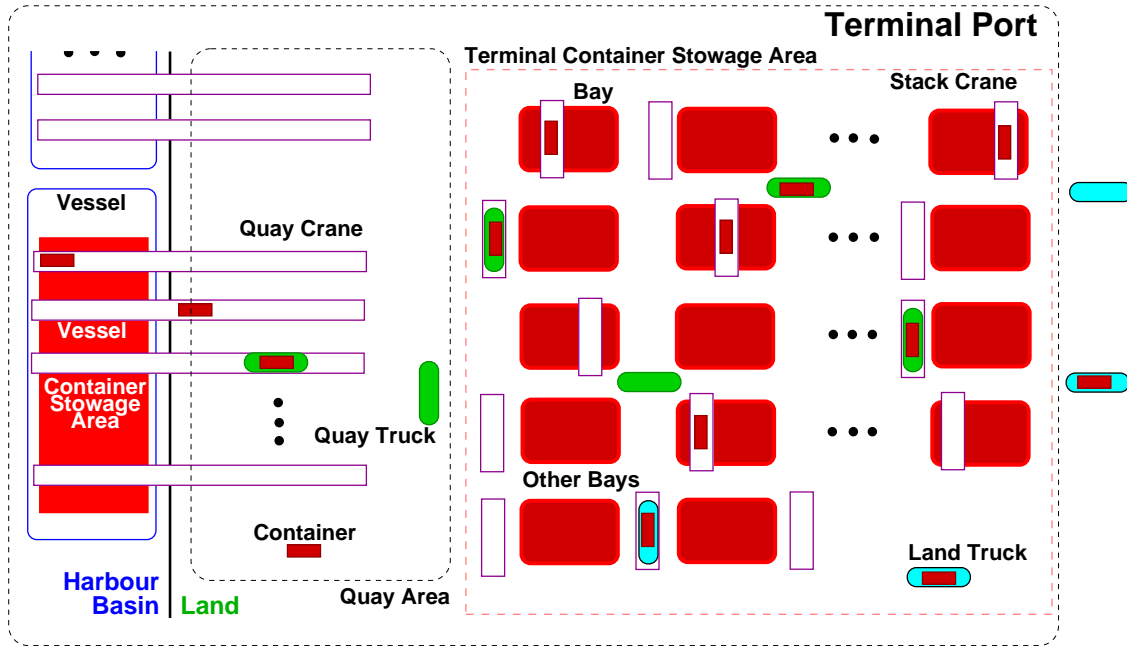 Terminal Port
Terminal Container Stowage Area
Bay
Stack Crane
Vessel
Quay Crane
Vessel
Container
Stowage
Area
Quay Truck
Other Bays
Container
Land Truck
Harbour
Basin
Land
Quay Area